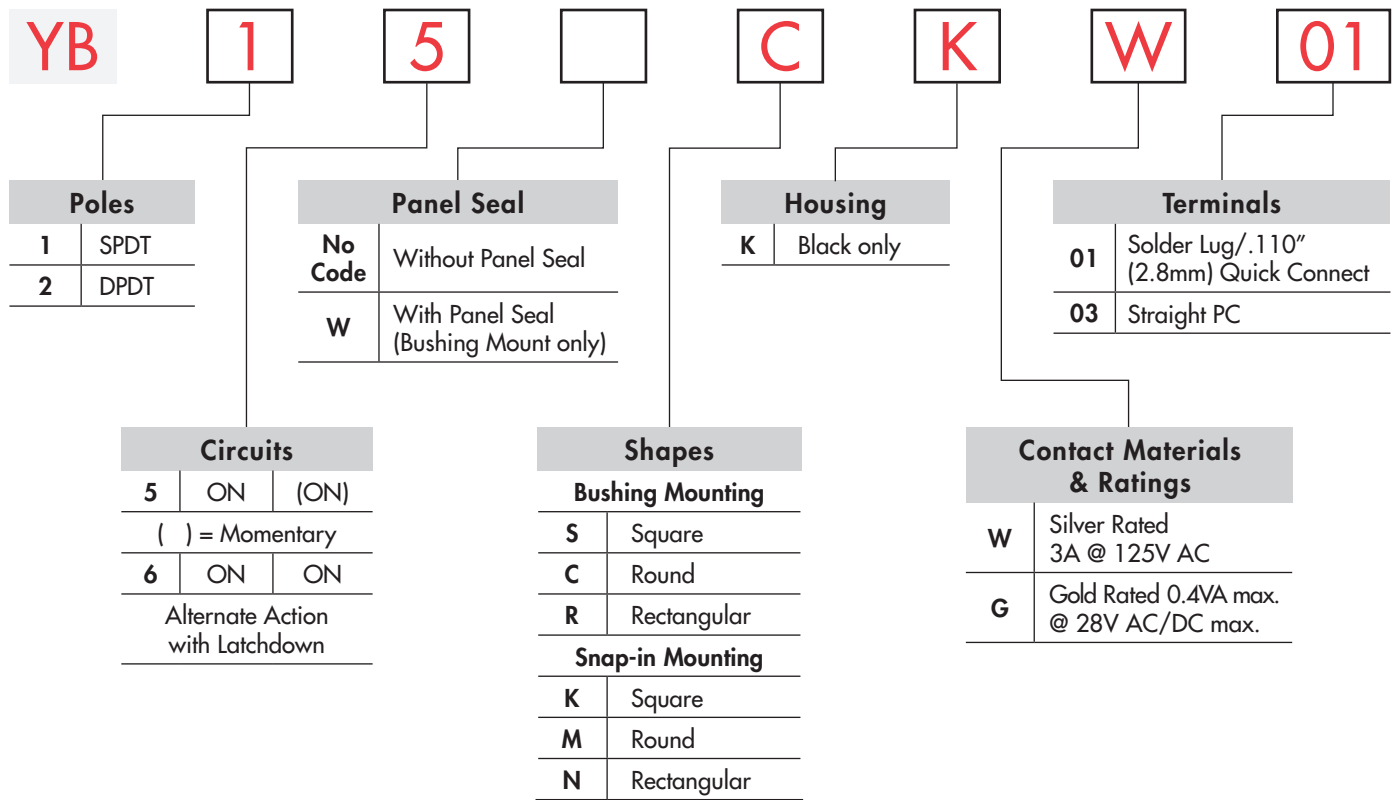 YB 1 5 C K W 01
Poles
1 SPDT
2 DPDT
Panel Seal
No Code Without Panel Seal
W With Panel Seal
(Bushing Mount only)
Housing
K Black only
Terminals
01 Solder Lug/.110"
(2.8mm) Quick Connect
03 Straight PC
Circuits
5 ON (ON)
( ) = Momentary
6 ON ON
Alternate Action
with Latchdown
Shapes
Bushing Mounting
S Square
C Round
R Rectangular
Snap-in Mounting
K Square
M Round
N Rectangular
Contact Materials
& Ratings
W Silver Rated
3A @ 125V AC
G Gold Rated 0.4VA max.
@ 28V AC/DC max.